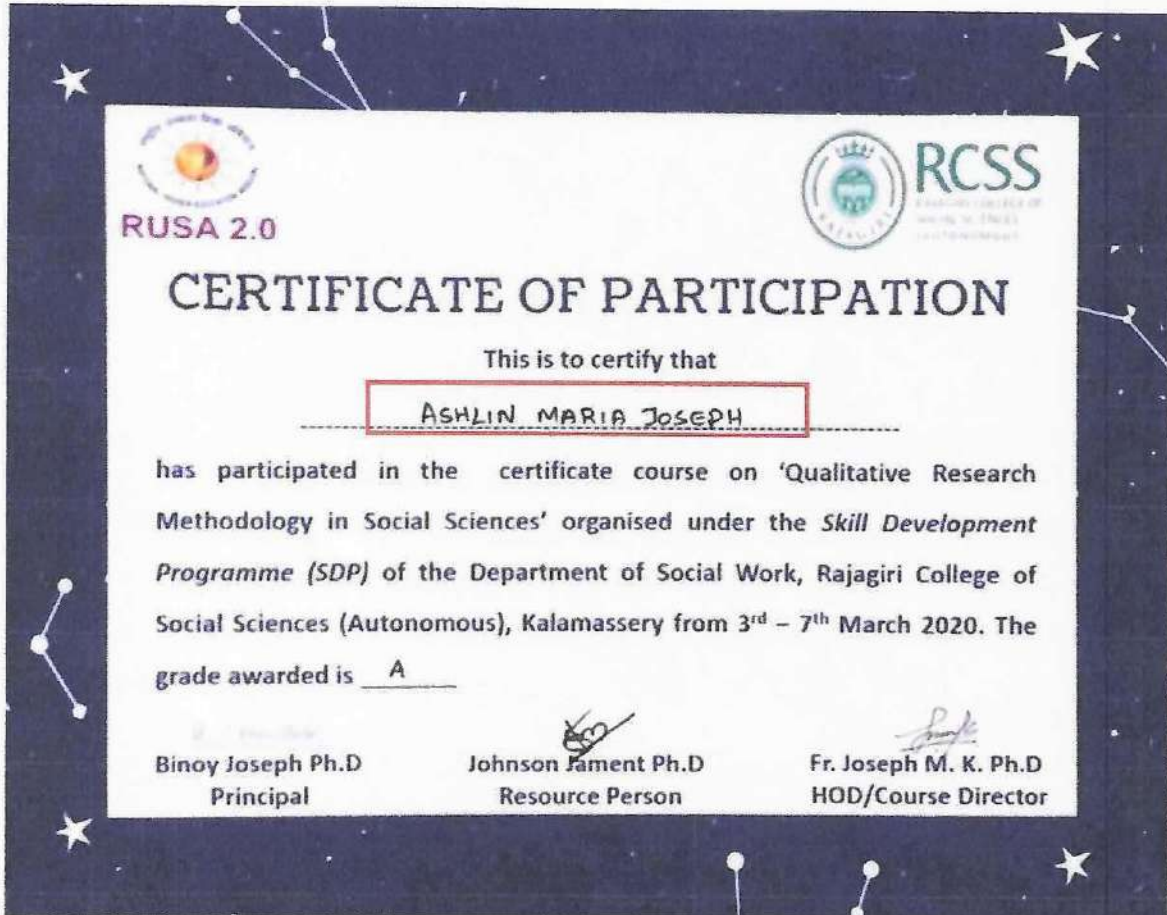 RUSA 2.0
RCSS
RAJAGIRI
CERTIFICATE OF PARTICIPATION
This is to certify that
ASHLIN MARIA JOSEPH
has participated in the certificate course on ‘Qualitative Research
Methodology in Social Sciences’ organised under the Skill Development
Programme (SDP) of the Department of Social Work, Rajagiri College of
Social Sciences (Autonomous), Kalamassery from 3rd – 7th March 2020. The
grade awarded is A
Binoy Joseph Ph.D
Johnson Jament Ph.D
Fr. Joseph M. K. Ph.D
Principal
Resource Person
HOD/Course Director